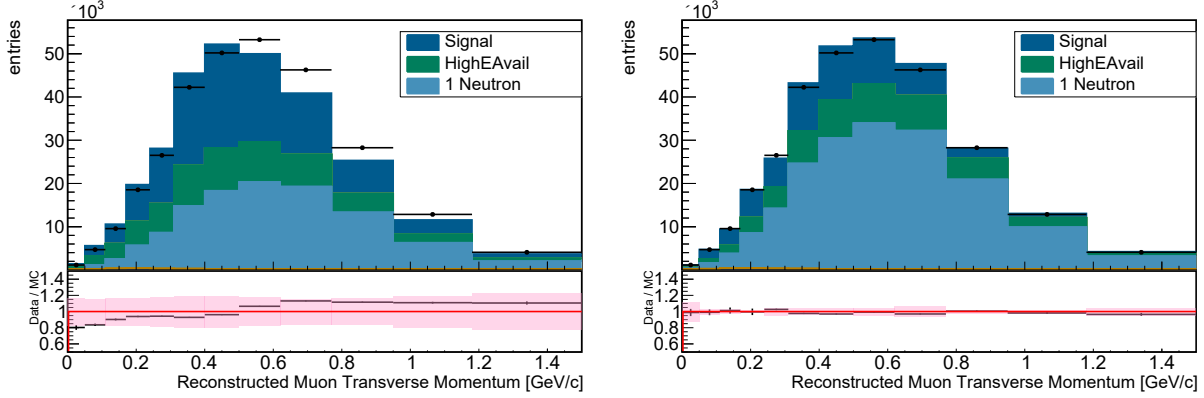 ×10³
entries
Signal
HighEAvail
1 Neutron
50
40
30
20
10
Data / MC
1.4
1.2
1
0.8
0.6
0 0.2 0.4 0.6 0.8 1 1.2 1.4
Reconstructed Muon Transverse Momentum [GeV/c]
×10³
entries
Signal
HighEAvail
1 Neutron
50
40
30
20
10
Data / MC
1.4
1.2
1
0.8
0.6
0 0.2 0.4 0.6 0.8 1 1.2 1.4
Reconstructed Muon Transverse Momentum [GeV/c]